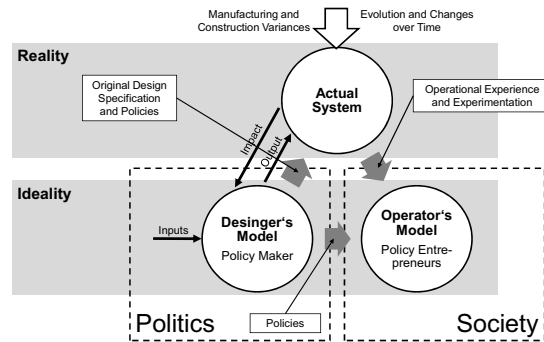 Manufacturing and
Construction Variances
Evolution and Changes
over Time
Reality
Original Design
Specification
and Policies
Actual
System
Operational Experience
and Experimentation
Impact
Output
Ideality
Inputs
Desinger's
Model
Policy Maker
Operator's
Model
Policy Entre-
preneurs
Politics
Policies
Society